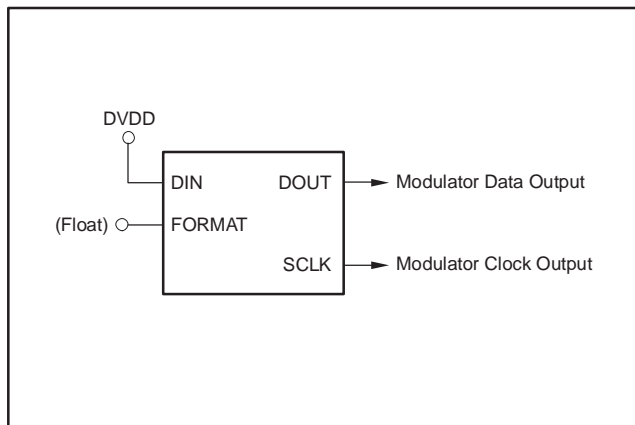 DVDD
DIN
DOUT
Modulator Data Output
(Float)
FORMAT
SCLK
Modulator Clock Output